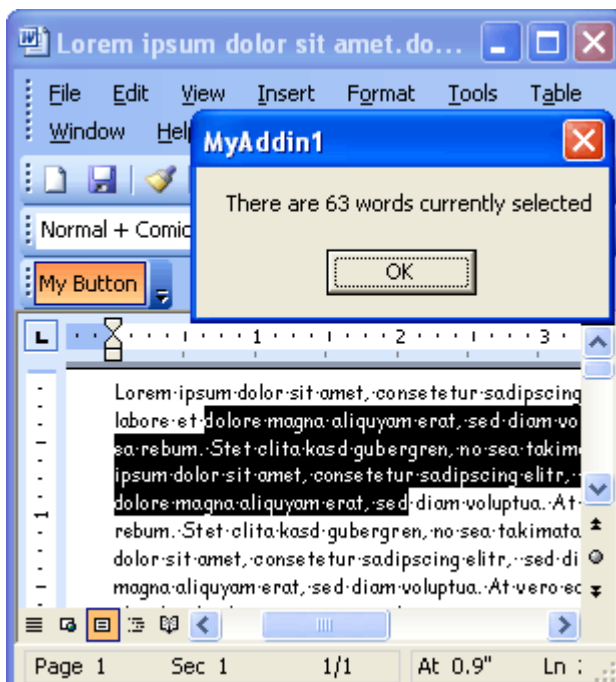 Lorem ipsum dolor sit amet.do...
File Edit View Insert Format Tools Table
Window Help
MyAddin1
There are 63 words currently selected
OK
Normal + Comic
My Button
L 1 2 3
Lorem·ipsum·dolor·sit·amet,·consetetur·sadipscing
labore·et·dolore·magna·aliquyam·erat,·sed·diam·vo
ea·rebum.·Stet·clita·kasd·gubergren,·no·sea·takim
ipsum·dolor·sit·amet,·consetetur·sadipscing·elitr,··
dolore·magna·aliquyam·erat,·sed·diam·voluptua.·At·
1
rebum.·Stet·clita·kasd·gubergren,·no·sea·takimata
dolor·sit·amet,·consetetur·sadipscing·elitr,··sed·di
magna·aliquyam·erat,·sed·diam·voluptua.·At·vero·eo
Page 1 Sec 1 1/1 At 0.9" Ln